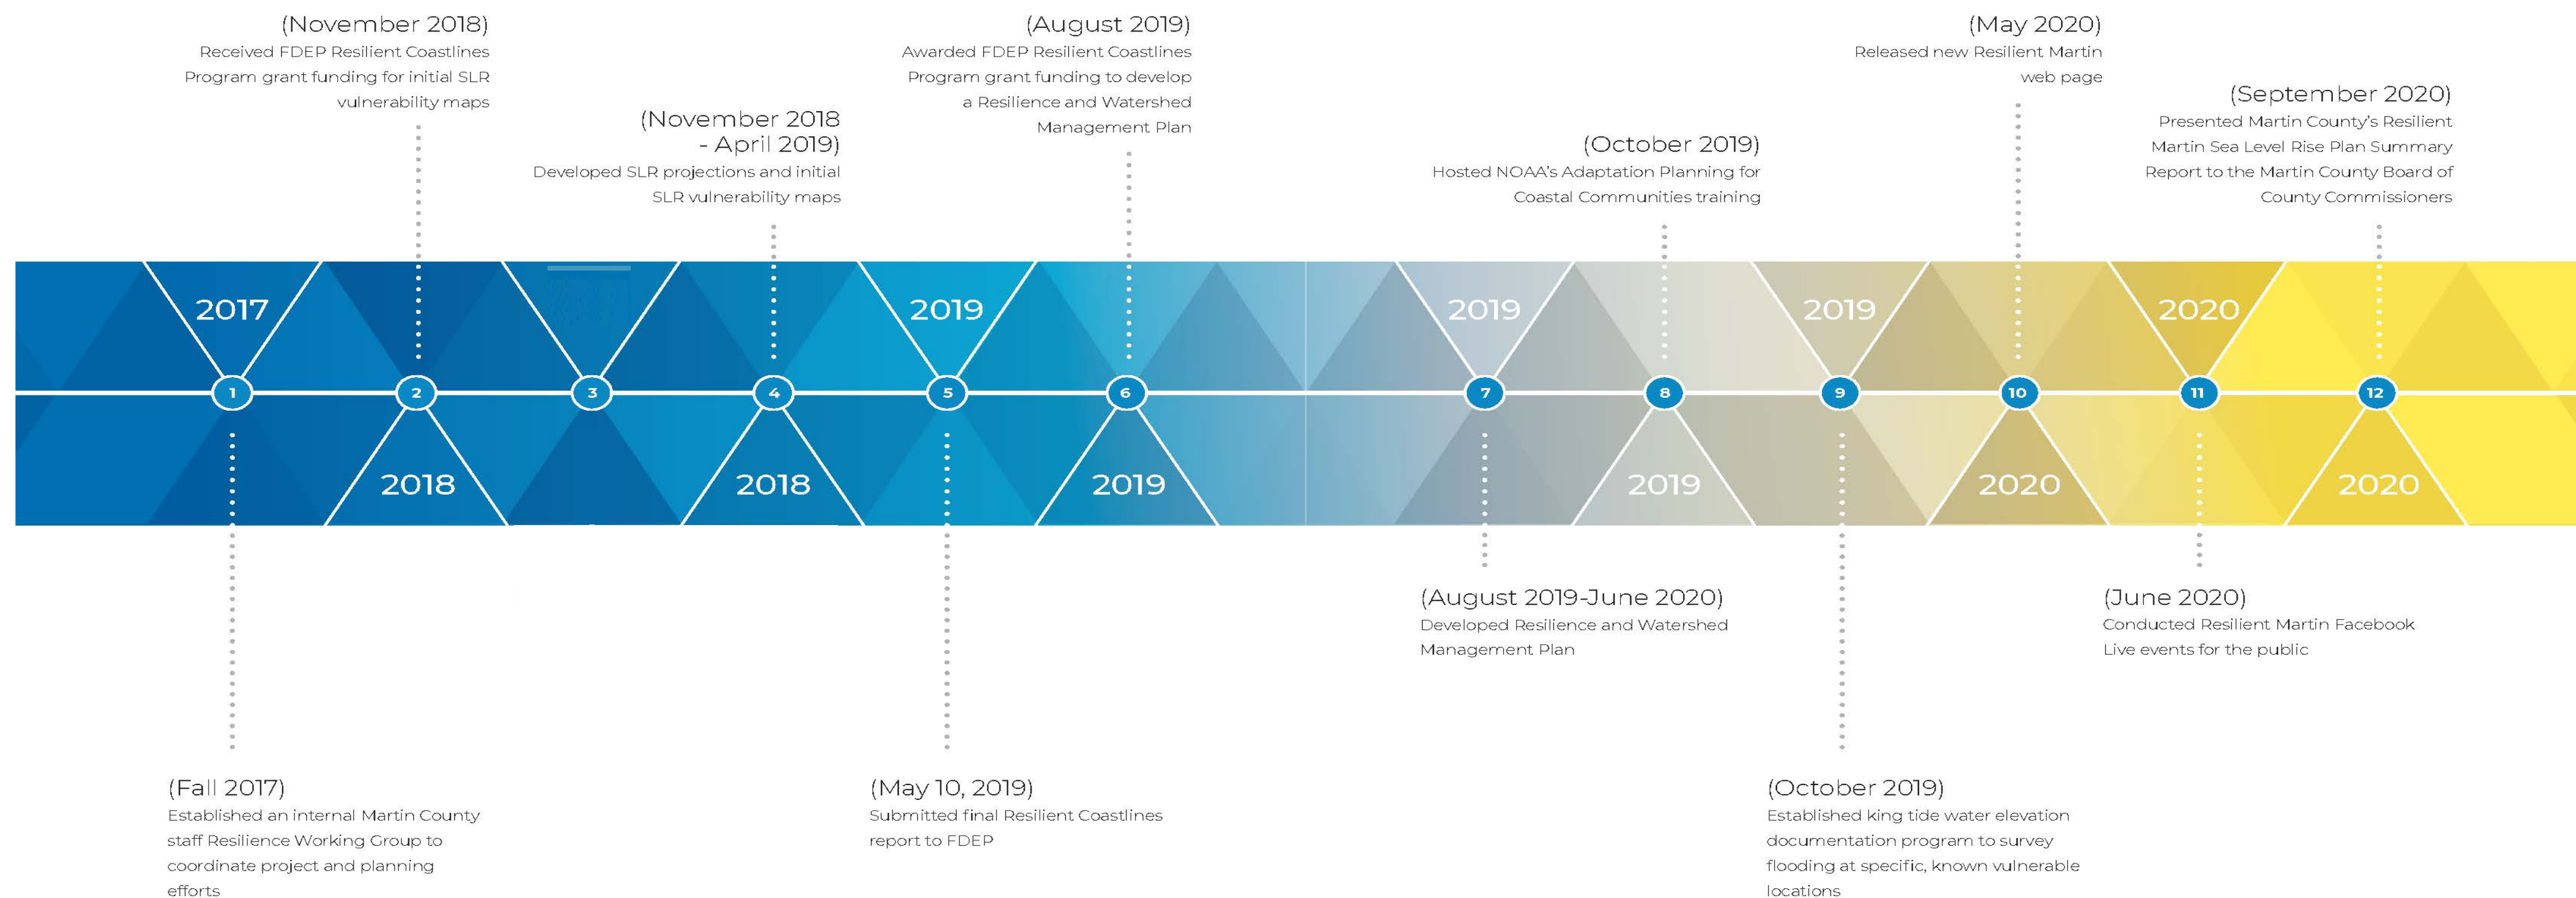 (November 2018)
Received FDEP Resilient Coastlines
Program grant funding for initial SLR
vulnerability maps
(November 2018
- April 2019)
Developed SLR projections and initial
SLR vulnerability maps
(August 2019)
Awarded FDEP Resilient Coastlines
Program grant funding to develop
a Resilience and Watershed
Management Plan
(October 2019)
Hosted NOAA's Adaptation Planning for
Coastal Communities training
(May 2020)
Released new Resilient Martin
web page
(September 2020)
Presented Martin County's Resilient
Martin Sea Level Rise Plan Summary
Report to the Martin County Board of
County Commissioners
2017
2019
2019
2019
2020
1
2
3
4
5
6
7
8
9
10
11
12
2018
2018
2019
2019
2020
2020
(Fall 2017)
Established an internal Martin County
staff Resilience Working Group to
coordinate project and planning
efforts
(May 10, 2019)
Submitted final Resilient Coastlines
report to FDEP
(August 2019-June 2020)
Developed Resilience and Watershed
Management Plan
(October 2019)
Established king tide water elevation
documentation program to survey
flooding at specific, known vulnerable
locations
(June 2020)
Conducted Resilient Martin Facebook
Live events for the public